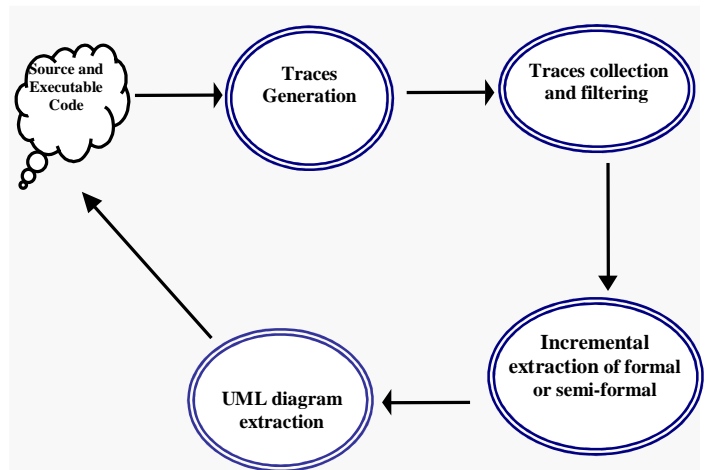 Source and
Executable
Code
Traces
Generation
Traces collection
and filtering
Incremental
extraction of formal
or semi-formal
UML diagram
extraction